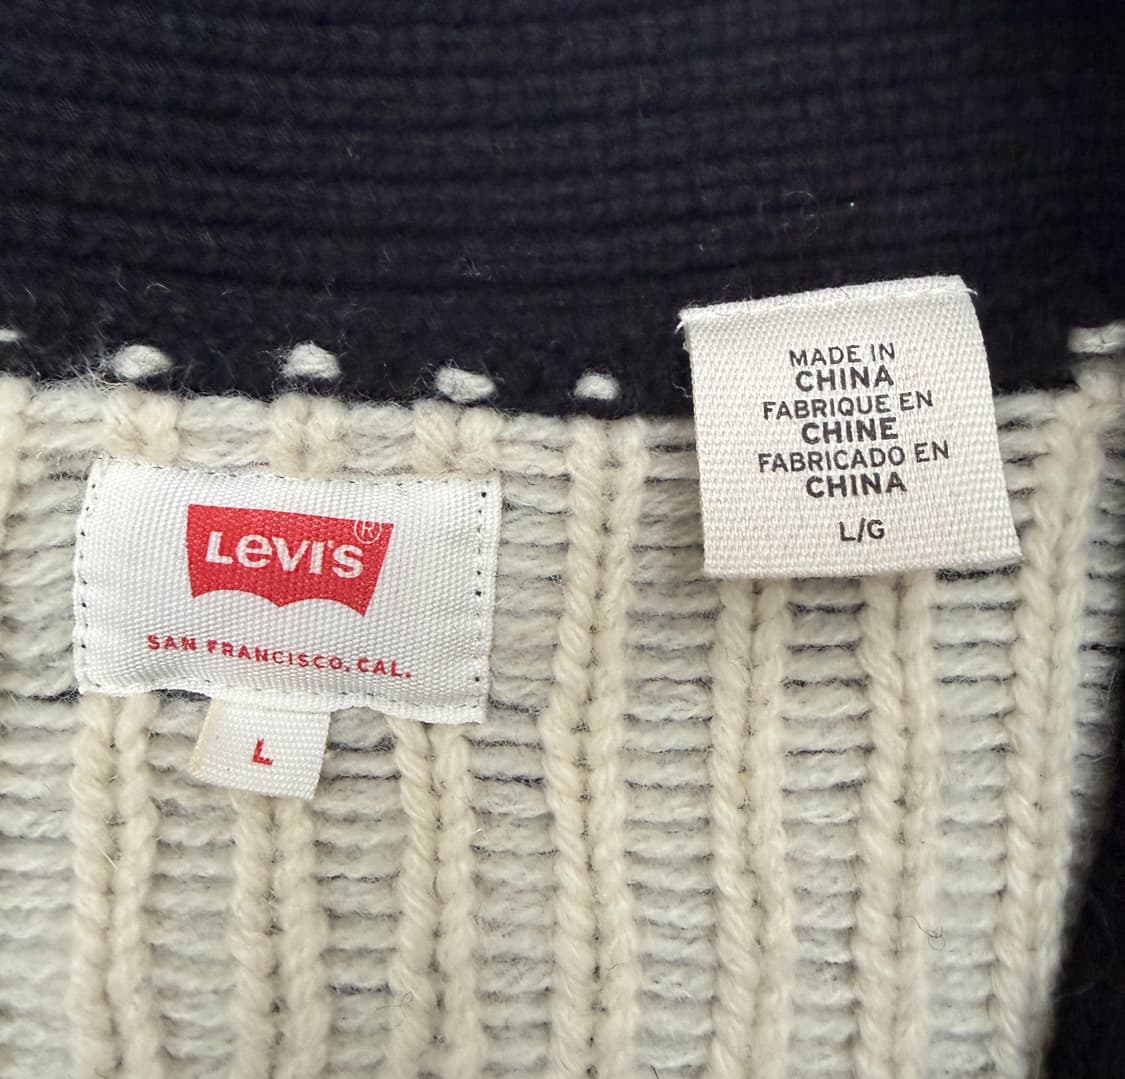 LEVI'S®
SAN FRANCISCO, CAL.
L
MADE IN
CHINA
FABRIQUE EN
CHINE
FABRICADO EN
CHINA
L/G